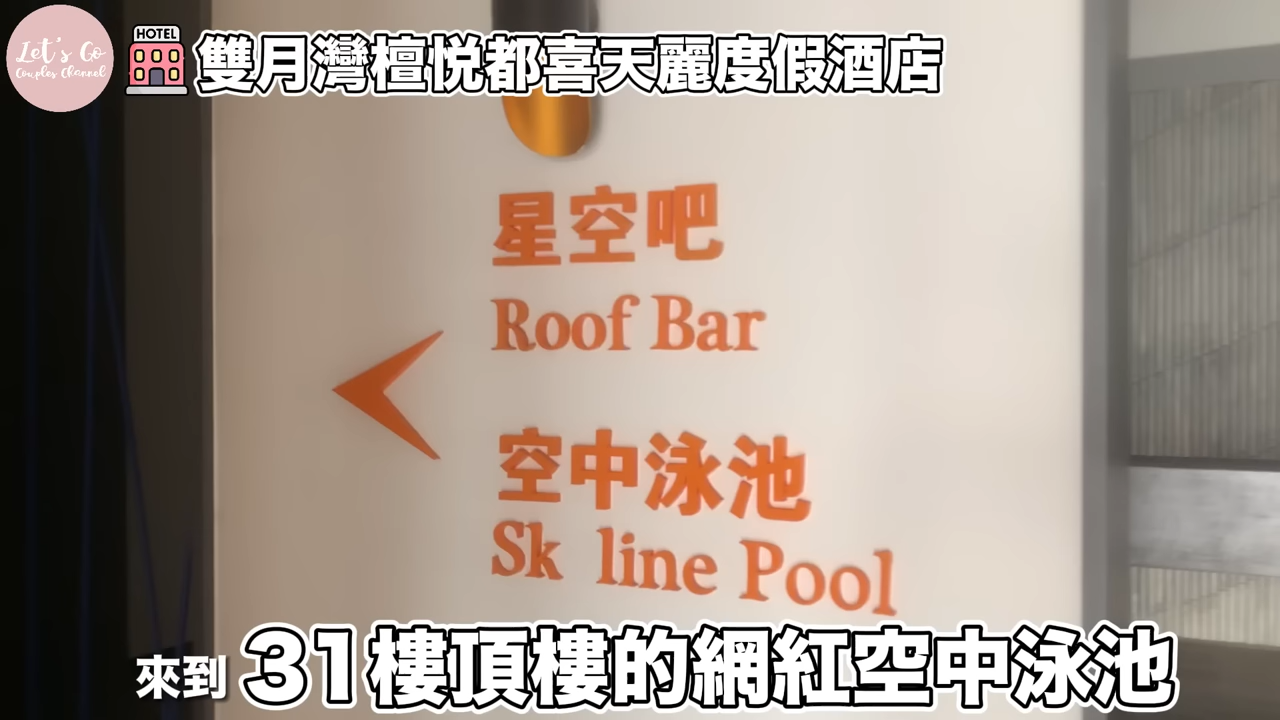 Let's Go
Couples Channel
HOTEL
雙月灣檀悦都喜天麗度假酒店
星空吧
Roof Bar
空中泳池
Sk line Pool
來到 31樓頂樓的網紅空中泳池